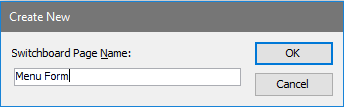 Create New
Switchboard Page Name:
OK
Menu Form
Cancel